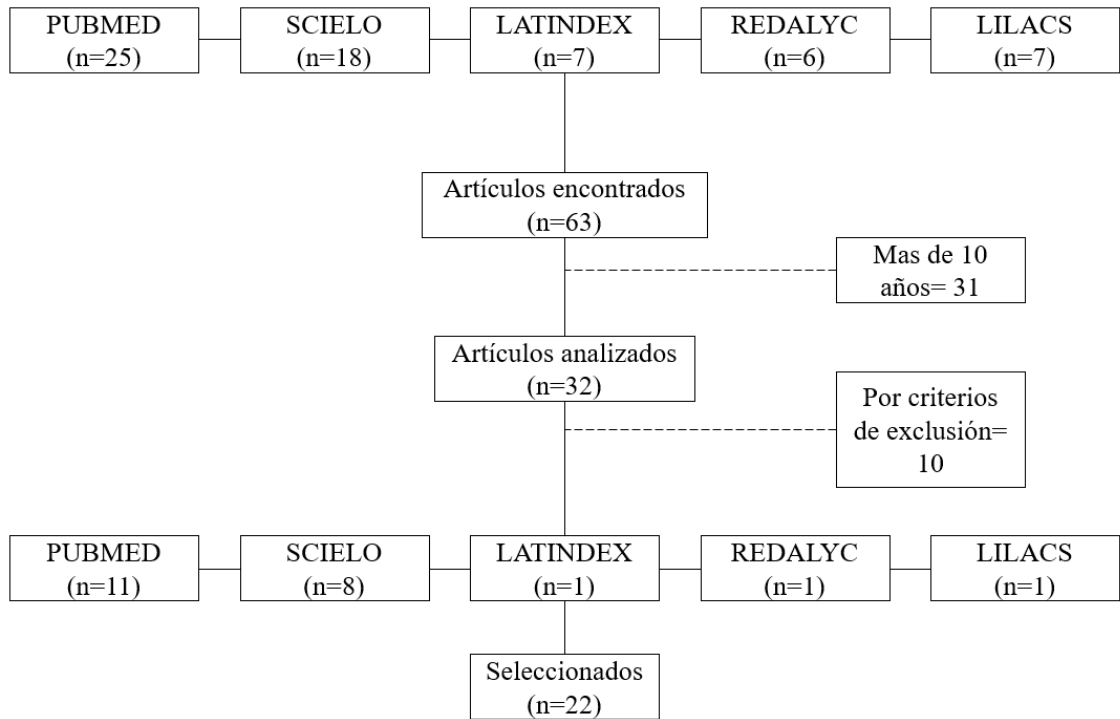 PUBMED
(n=25)
SCIELO
(n=18)
LATINDEX
(n=7)
REDALYC
(n=6)
LILACS
(n=7)
Artículos encontrados
(n=63)
Mas de 10
años= 31
Artículos analizados
(n=32)
Por criterios
de exclusión=
10
PUBMED
(n=11)
SCIELO
(n=8)
LATINDEX
(n=1)
REDALYC
(n=1)
LILACS
(n=1)
Seleccionados
(n=22)